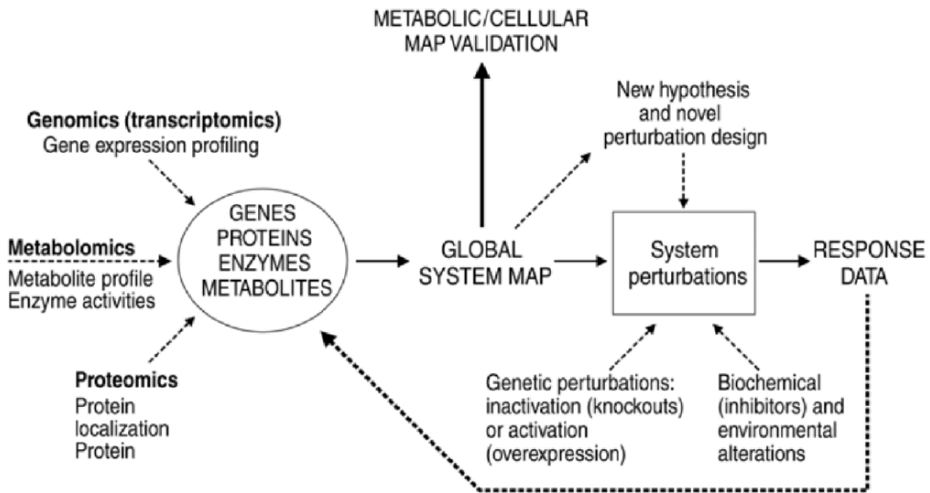 METABOLIC/CELLULAR
MAP VALIDATION
New hypothesis
and novel
perturbation design
Genomics (transcriptomics)
Gene expression profiling
GENES
PROTEINS
ENZYMES
METABOLITES
Metabolomics
Metabolite profile
Enzyme activities
GLOBAL
SYSTEM MAP
System
perturbations
RESPONSE
DATA
Proteomics
Protein
localization
Protein
Genetic perturbations:
inactivation (knockouts)
or activation
(overexpression)
Biochemical
(inhibitors) and
environmental
alterations